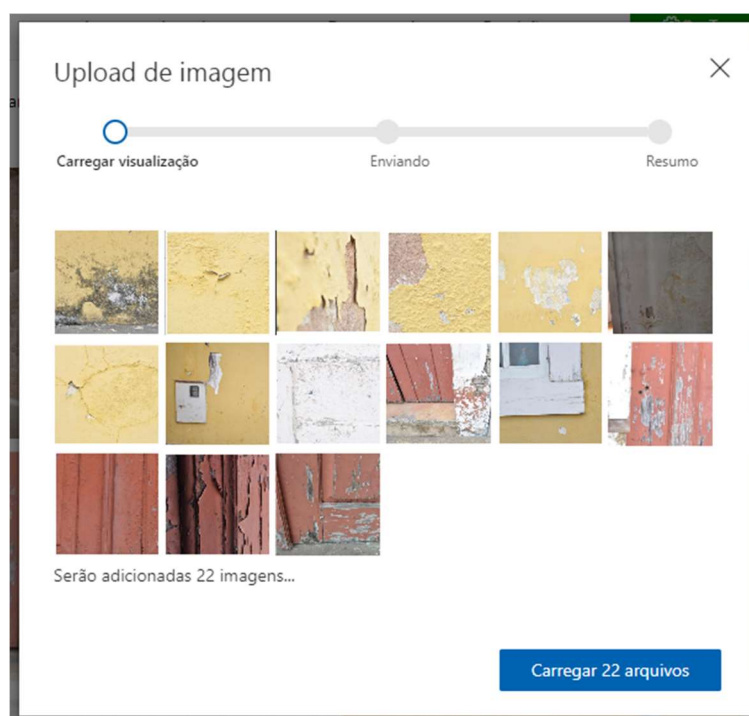 Upload de imagem
Carregar visualização
Enviando
Resumo
Serão adicionadas 22 imagens...
Carregar 22 arquivos